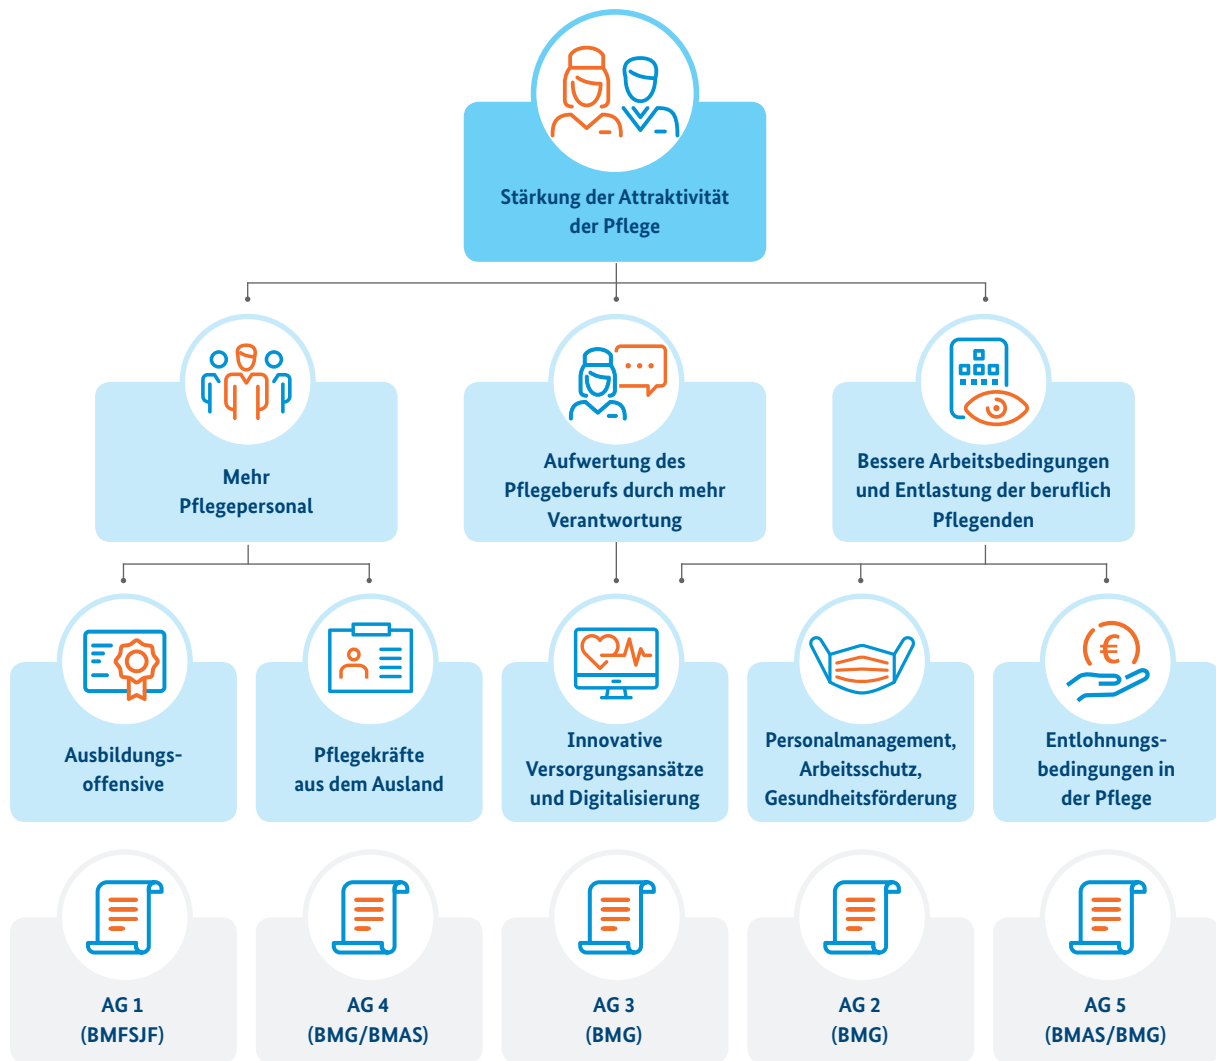 Stärkung der Attraktivität
der Pflege
Mehr
Pflegepersonal
Aufwertung des
Pflegeberufs durch mehr
Verantwortung
Bessere Arbeitsbedingungen
und Entlastung der beruflich
Pflegenden
Ausbildungs-
offensive
Pflegekräfte
aus dem Ausland
Innovative
Versorgungsansätze
und Digitalisierung
Personalmanagement,
Arbeitsschutz,
Gesundheitsförderung
Entlohnungs-
bedingungen in
der Pflege
AG 1
(BMFSJF)
AG 4
(BMG/BMAS)
AG 3
(BMG)
AG 2
(BMG)
AG 5
(BMAS/BMG)